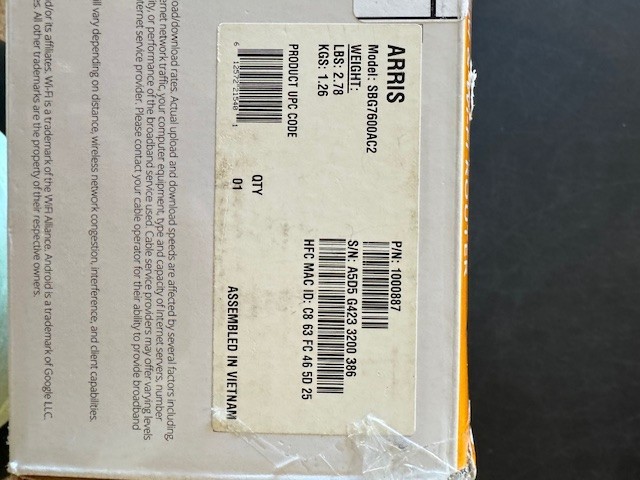 ROUTER
ARRIS
Model: SBG7600AC2
WEIGHT:
LBS: 2.78
KGS: 1.26
P/N: 1000887
S/N: A5D5 G423 3200 386
HFC MAC ID: C8 63 FC 46 5D 25
PRODUCT UPC CODE
6 12572 21540 1
QTY
01
ASSEMBLED IN VIETNAM
oad/download rates. Actual upload and download speeds are affected by several factors including,
ernet network traffic, your computer equipment, type and capacity of Internet servers, number
ity, or performance of the broadband service used. Cable service providers may offer varying levels
ternet service provider. Please contact your cable operator for their ability to provide broadband
ll vary depending on distance, wireless network congestion, interference, and client capabilities.
d/or its affiliates. Wi-Fi is a trademark of the WiFi Alliance. Android is a trademark of Google LLC.
es. All other trademarks are the property of their respective owners.